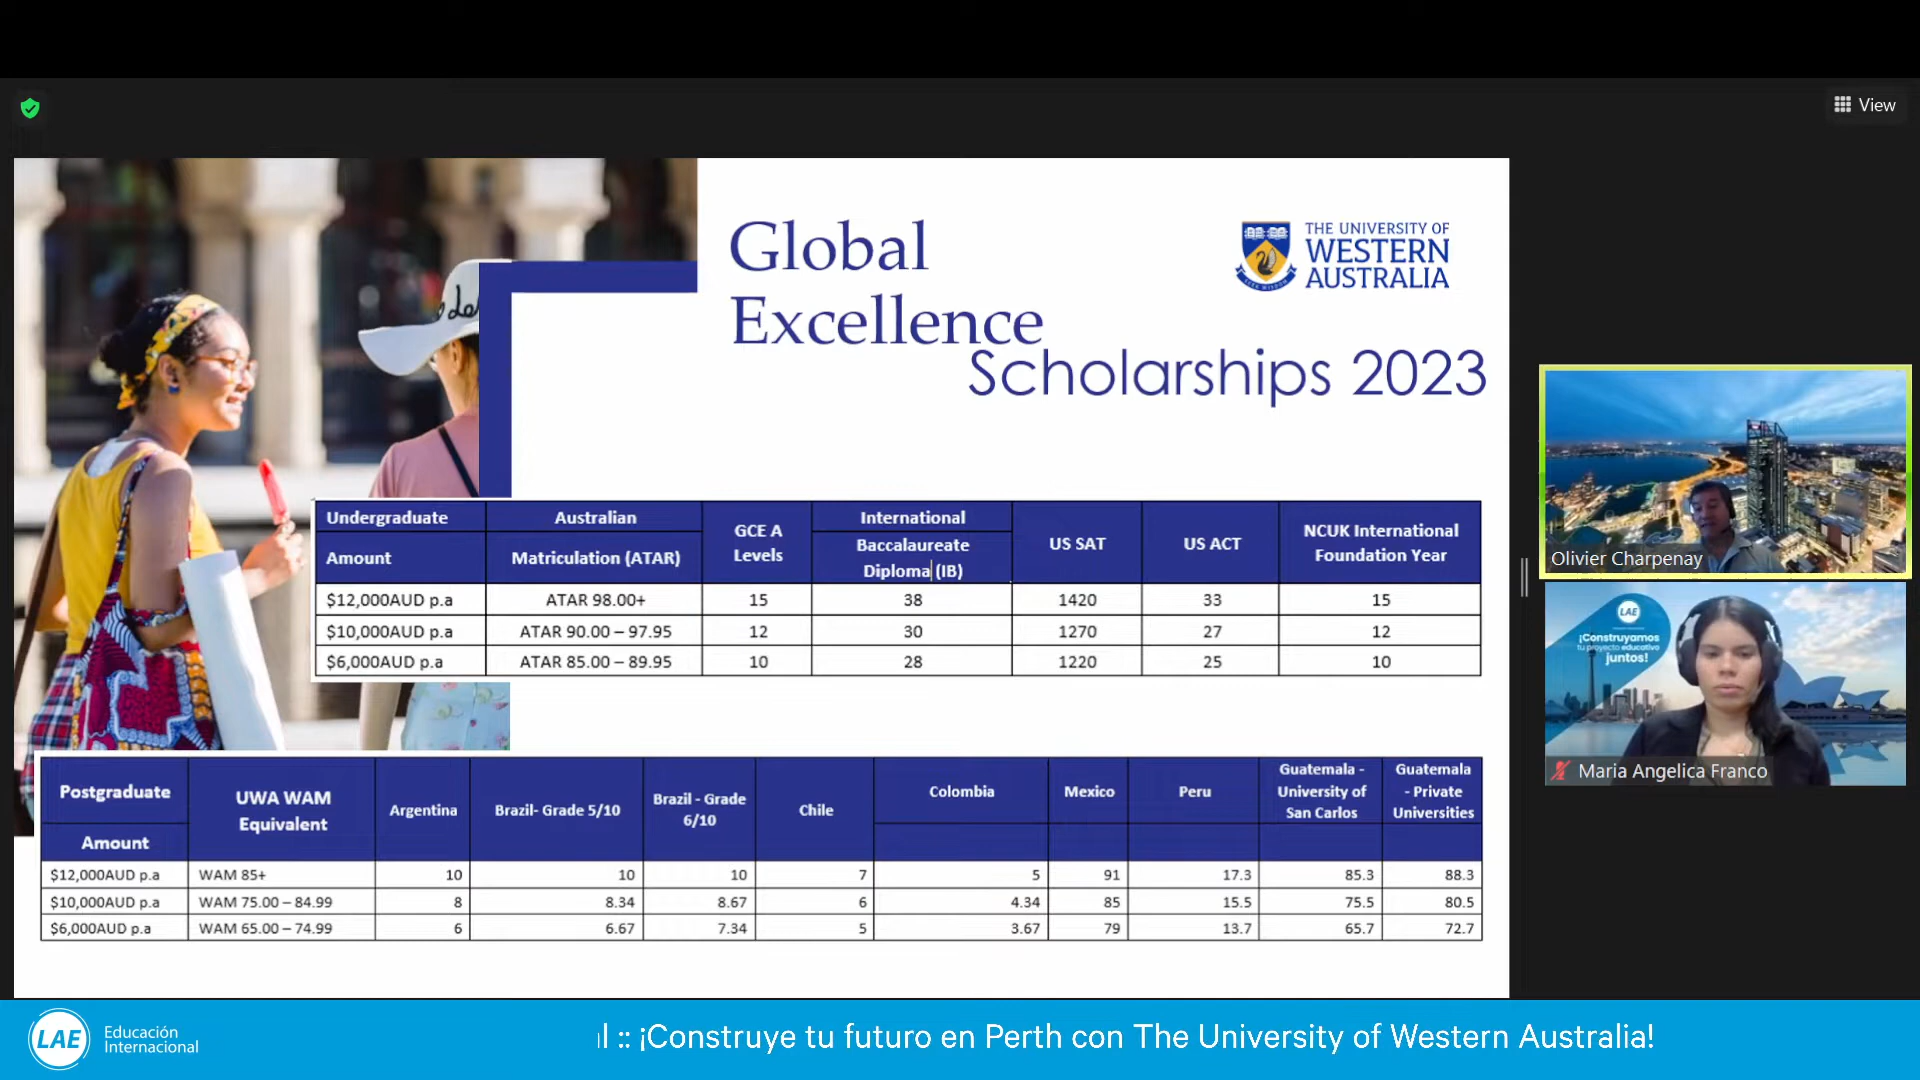 View
Global
Excellence
Scholarships 2023
THE UNIVERSITY OF
WESTERN
AUSTRALIA
Undergraduate
Amount
Australian
Matriculation (ATAR)
GCE A
Levels
International
Baccalaureate
Diploma (IB)
US SAT
US ACT
NCUK International
Foundation Year
$12,000AUD p.a ATAR 98.00+ 15 38 1420 33 15
$10,000AUD p.a ATAR 90.00 – 97.95 12 30 1270 27 12
$6,000AUD p.a ATAR 85.00 – 89.95 10 28 1220 25 10
Postgraduate
Amount
UWA WAM
Equivalent
Argentina
Brazil- Grade 5/10
Brazil - Grade
6/10
Chile
Colombia
Mexico
Peru
Guatemala -
University of
San Carlos
Guatemala
- Private
Universities
$12,000AUD p.a WAM 85+ 10 10 10 7 5 91 17.3 85.3 88.3
$10,000AUD p.a WAM 75.00 – 84.99 8 8.34 8.67 6 4.34 85 15.5 75.5 80.5
$6,000AUD p.a WAM 65.00 – 74.99 6 6.67 7.34 5 3.67 79 13.7 65.7 72.7
Olivier Charpenay
LAE
¡Construyamos
tu proyecto educativo
juntos!
Maria Angelica Franco
LAE
Educación
Internacional
l :: ¡Construye tu futuro en Perth con The University of Western Australia!